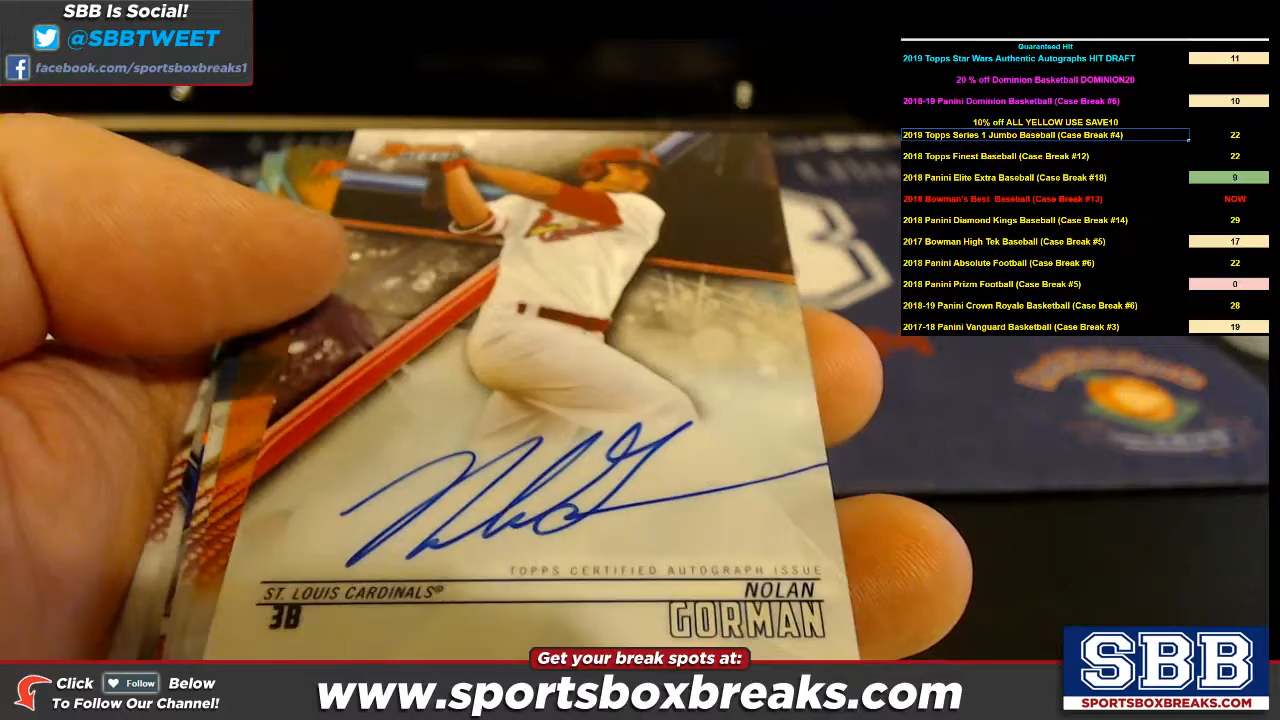 SBB Is Social!
@SBBTWEET
facebook.com/sportsboxbreaks1
Quaranteed Hit
2019 Topps Star Wars Authentic Autographs HIT DRAFT 11
20 % off Dominion Basketball DOMINION20
2018-19 Panini Dominion Basketball (Case Break #6) 10
10% off ALL YELLOW USE SAVE10
2019 Topps Series 1 Jumbo Baseball (Case Break #4) 22
2018 Topps Finest Baseball (Case Break #12) 22
2018 Panini Elite Extra Baseball (Case Break #18) 9
2018 Bowman's Best Baseball (Case Break #13) NOW
2018 Panini Diamond Kings Baseball (Case Break #14) 29
2017 Bowman High Tek Baseball (Case Break #5) 17
2018 Panini Absolute Football (Case Break #6) 22
2018 Panini Prizm Football (Case Break #5) 0
2018-19 Panini Crown Royale Basketball (Case Break #6) 28
2017-18 Panini Vanguard Basketball (Case Break #3) 19
TOPPS CERTIFIED AUTOGRAPH ISSUE
ST. LOUIS CARDINALS®
3B
NOLAN
GORMAN
Get your break spots at:
Click Follow Below
To Follow Our Channel!
www.sportsboxbreaks.com
SBB
SPORTSBOXBREAKS.COM